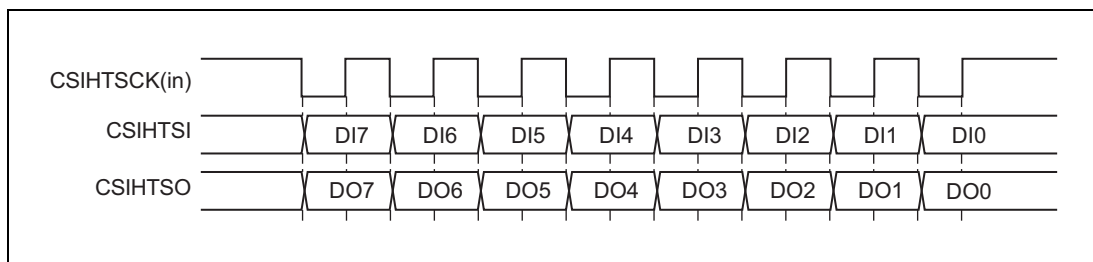 CSIHTSCK(in)
CSIHTSI DI7 DI6 DI5 DI4 DI3 DI2 DI1 DI0
CSIHTSO DO7 DO6 DO5 DO4 DO3 DO2 DO1 DO0